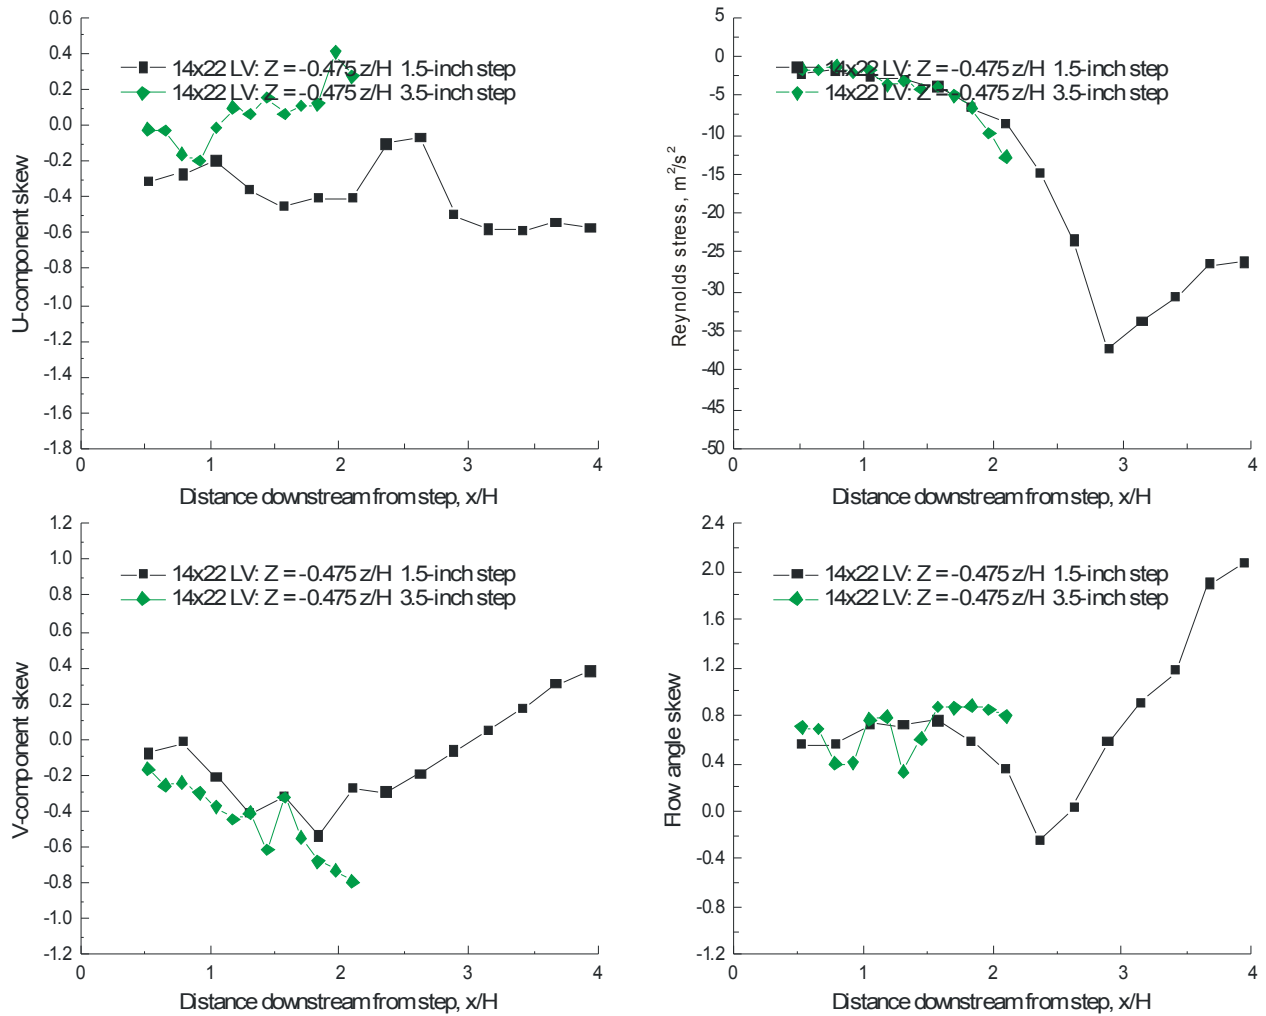 0.6
0.4
0.2
0.0
-0.2
-0.4
-0.6
-0.8
-1.0
-1.2
-1.4
-1.6
-1.8
U-component skew
14x22 LV: Z = -0.475 z/H 1.5-inch step
14x22 LV: Z = -0.475 z/H 3.5-inch step
0 1 2 3 4
Distance downstream from step, x/H
5
0
-5
-10
-15
-20
-25
-30
-35
-40
-45
-50
Reynolds stress, m²/s²
14x22 LV: Z = -0.475 z/H 1.5-inch step
14x22 LV: Z = -0.475 z/H 3.5-inch step
0 1 2 3 4
Distance downstream from step, x/H
1.2
1.0
0.8
0.6
0.4
0.2
0.0
-0.2
-0.4
-0.6
-0.8
-1.0
-1.2
V-component skew
14x22 LV: Z = -0.475 z/H 1.5-inch step
14x22 LV: Z = -0.475 z/H 3.5-inch step
0 1 2 3 4
Distance downstream from step, x/H
2.4
2.0
1.6
1.2
0.8
0.4
0.0
-0.4
-0.8
-1.2
Flow angle skew
14x22 LV: Z = -0.475 z/H 1.5-inch step
14x22 LV: Z = -0.475 z/H 3.5-inch step
0 1 2 3 4
Distance downstream from step, x/H